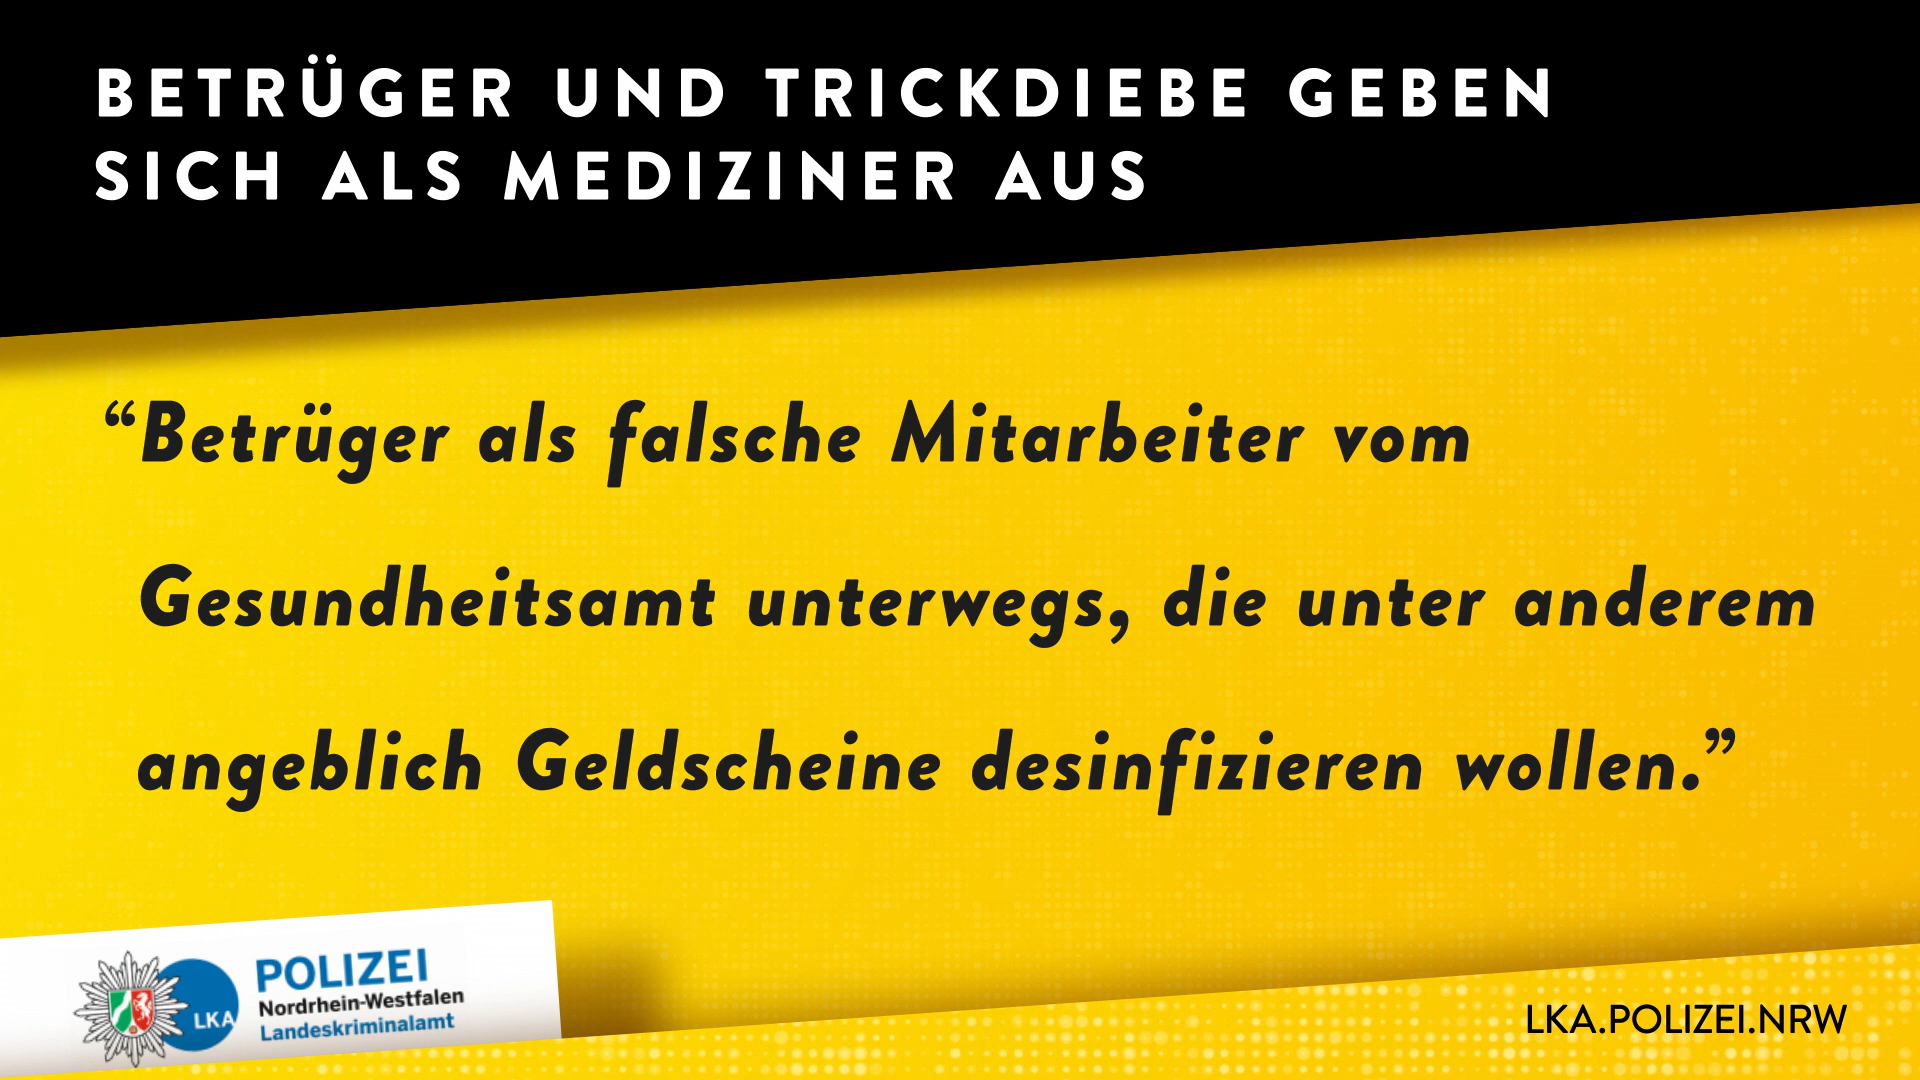 BETRÜGER UND TRICKDIEBE GEBEN
SICH ALS MEDIZINER AUS
“Betrüger als falsche Mitarbeiter vom
Gesundheitsamt unterwegs, die unter anderem
angeblich Geldscheine desinfizieren wollen.”
LKA
POLIZEI
Nordrhein-Westfalen
Landeskriminalamt
LKA.POLIZEI.NRW